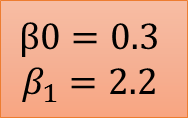 β0 = 0.3
β₁ = 2.2